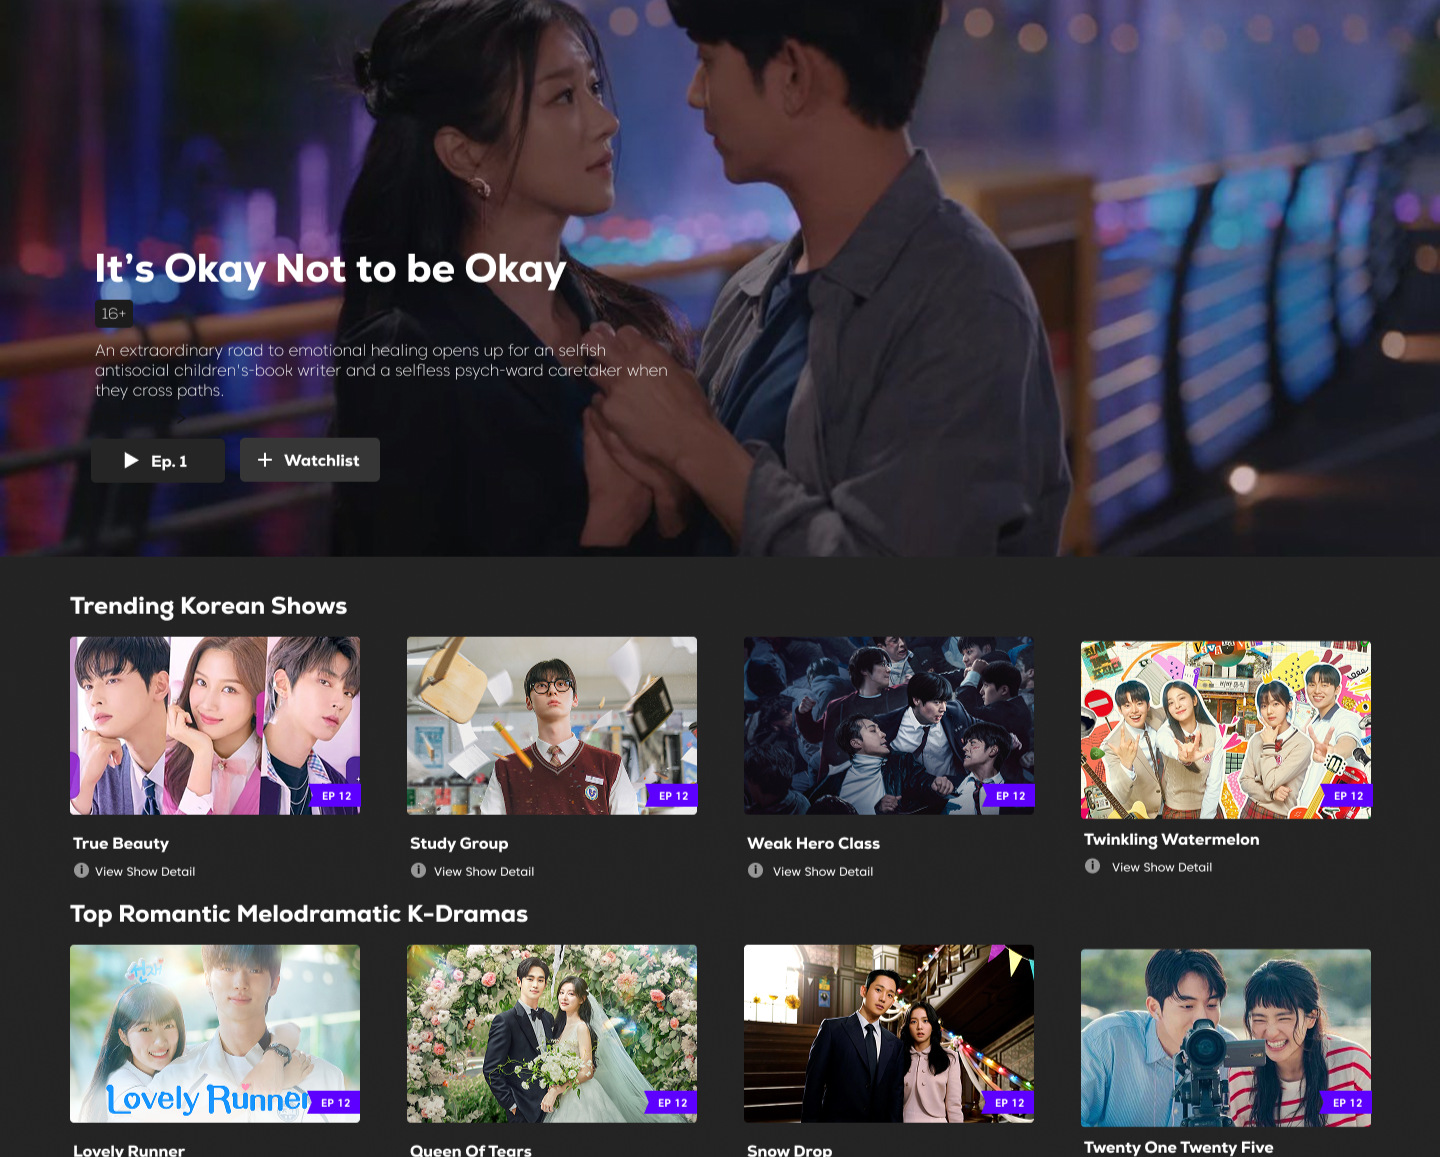 It's Okay Not to be Okay
16+
An extraordinary road to emotional healing opens up for an selfish
antisocial children's-book writer and a selfless psych-ward caretaker when
they cross paths.
Ep. 1
Watchlist
Trending Korean Shows
EP 12
EP 12
EP 12
EP 12
True Beauty
Study Group
Weak Hero Class
Twinkling Watermelon
View Show Detail
View Show Detail
View Show Detail
View Show Detail
Top Romantic Melodramatic K-Dramas
Lovely Runner
EP 12
EP 12
EP 12
EP 12
Lovely Runner
Queen Of Tears
Snow Drop
Twenty One Twenty Five